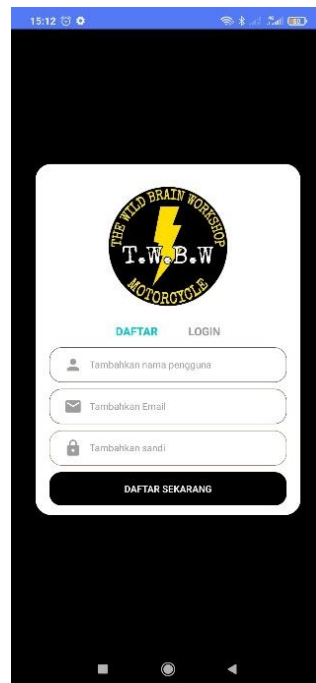 15:12
THE WILD BRAIN WORKSHOP
T.W.B.W
MOTORCYCLE
DAFTAR LOGIN
Tambahkan nama pengguna
Tambahkan Email
Tambahkan sandi
DAFTAR SEKARANG